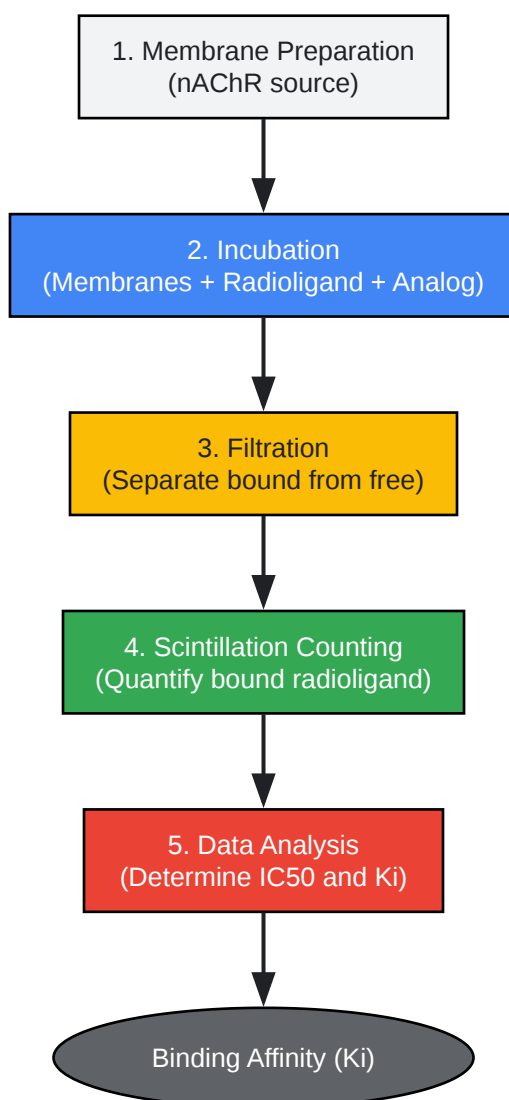 1. Membrane Preparation
(nAChR source)
2. Incubation
(Membranes + Radioligand + Analog)
3. Filtration
(Separate bound from free)
4. Scintillation Counting
(Quantify bound radioligand)
5. Data Analysis
(Determine IC50 and Ki)
Binding Affinity (Ki)